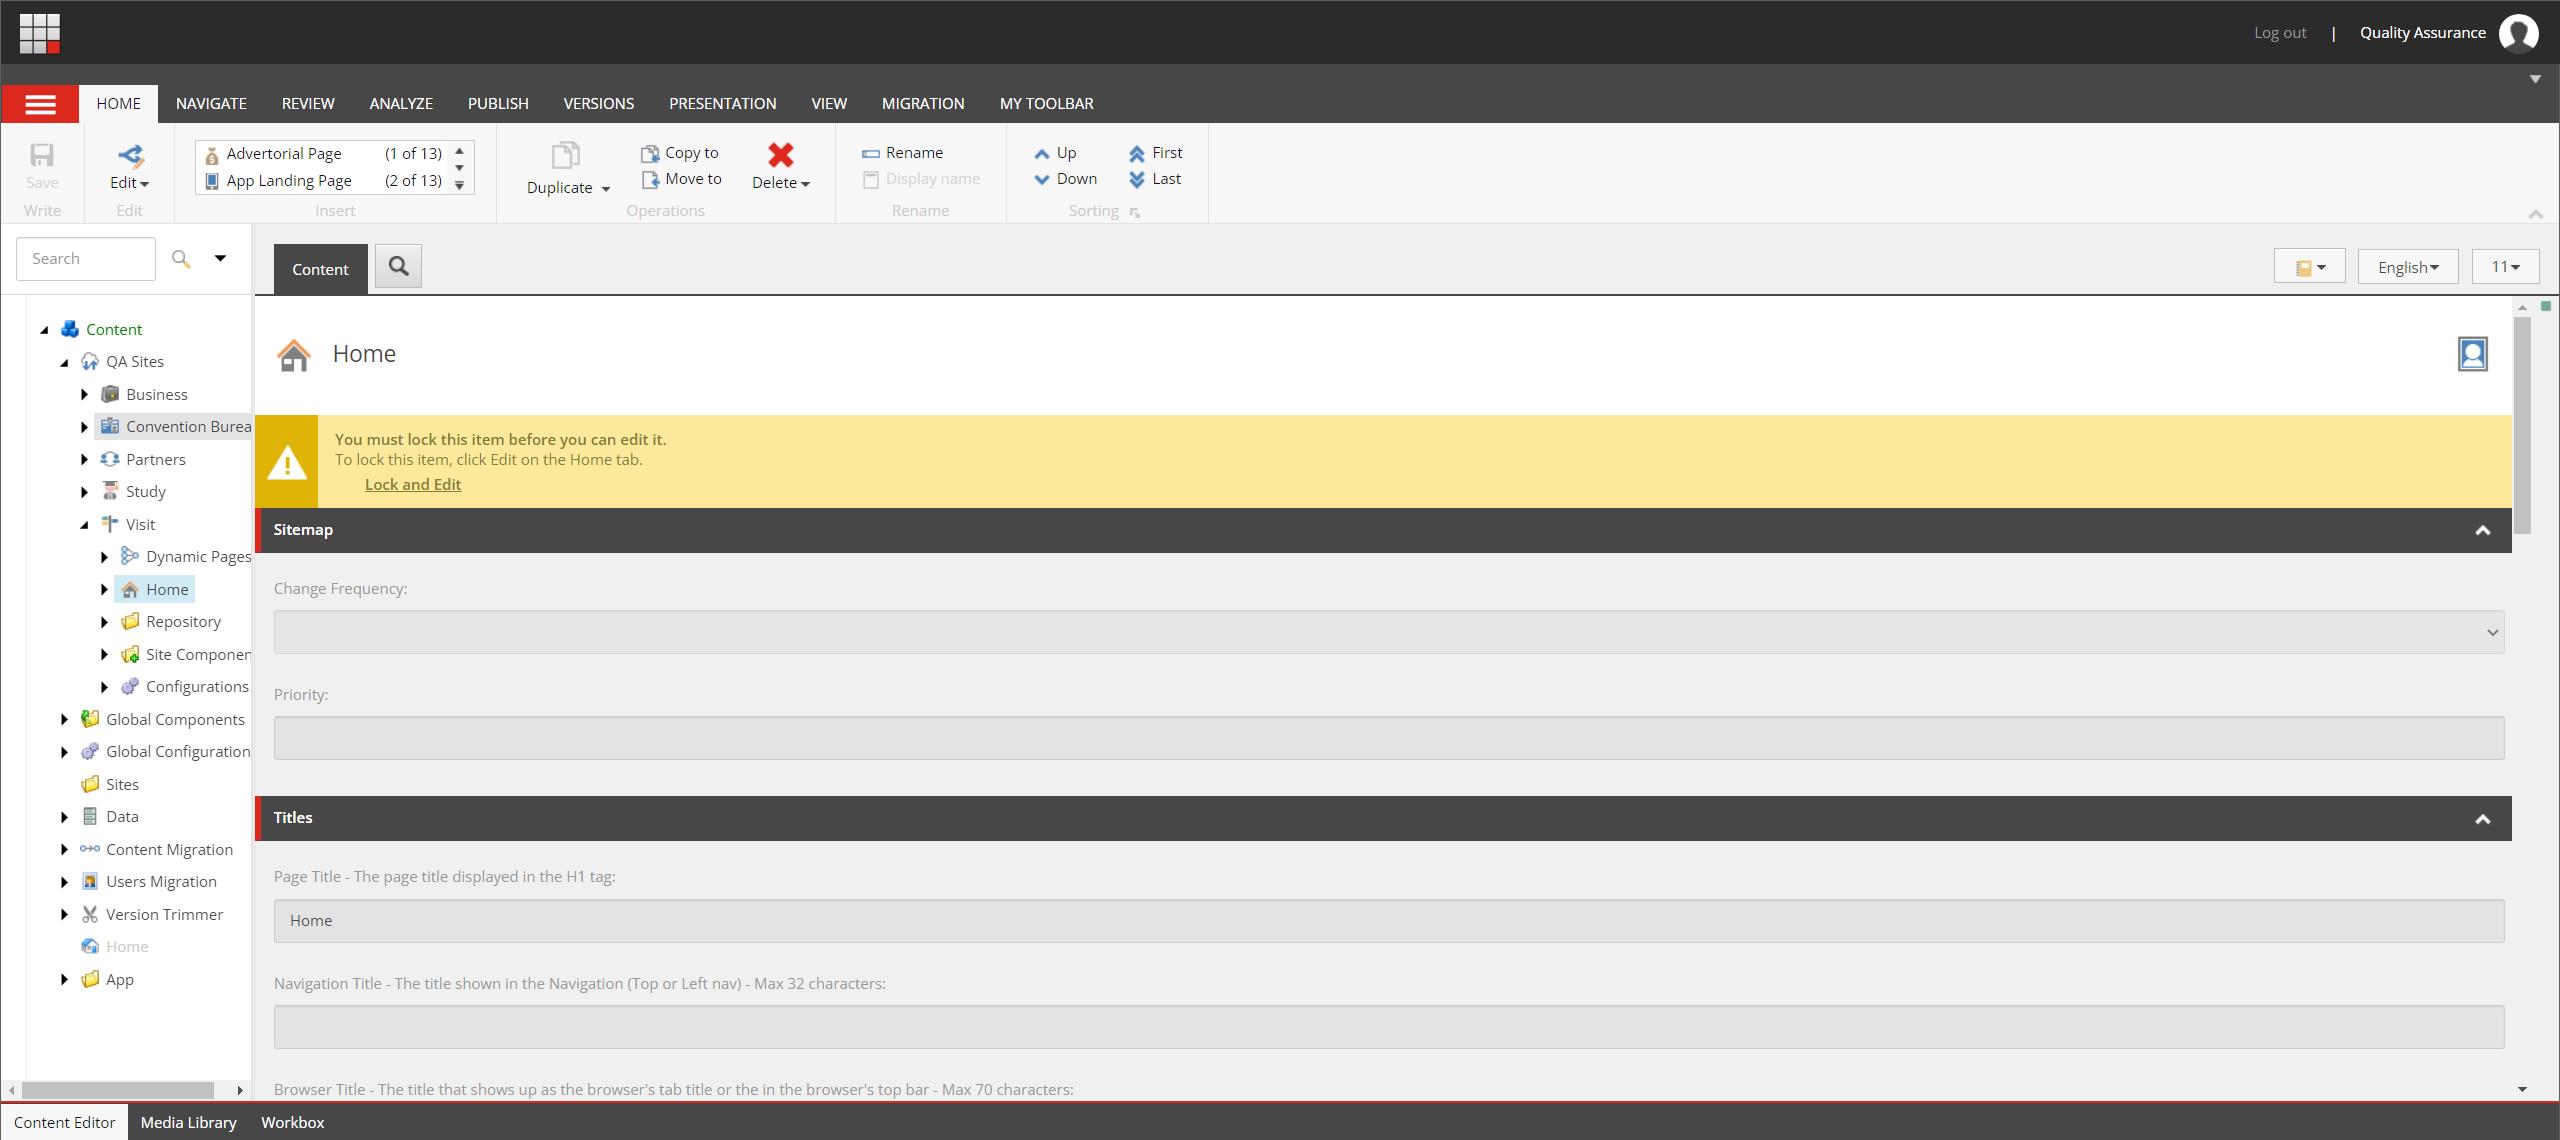 Log out | Quality Assurance
HOME NAVIGATE REVIEW ANALYZE PUBLISH VERSIONS PRESENTATION VIEW MIGRATION MY TOOLBAR
Save
Write
Edit
Edit
Advertorial Page (1 of 13)
App Landing Page (2 of 13)
Insert
Duplicate
Copy to
Move to
Delete
Operations
Rename
Display name
Rename
Up
Down
First
Last
Sorting
Search
Content
English
11
Content
QA Sites
Business
Convention Burea
Partners
Study
Visit
Dynamic Pages
Home
Repository
Site Componen
Configurations
Global Components
Global Configuration
Sites
Data
Content Migration
Users Migration
Version Trimmer
Home
App
Home
You must lock this item before you can edit it.
To lock this item, click Edit on the Home tab.
Lock and Edit
Sitemap
Change Frequency:
Priority:
Titles
Page Title - The page title displayed in the H1 tag:
Home
Navigation Title - The title shown in the Navigation (Top or Left nav) - Max 32 characters:
Browser Title - The title that shows up as the browser's tab title or the in the browser's top bar - Max 70 characters:
Content Editor Media Library Workbox